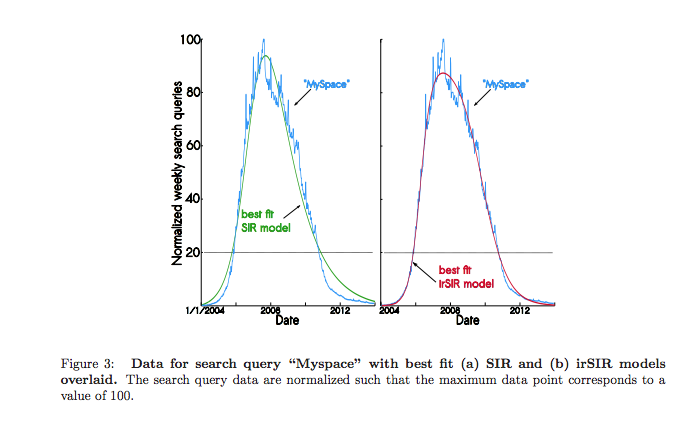 100
80
60
40
20
Normalized weekly search queries
"MySpace"
best fit
SIR model
1/1/2004
2008
2012
Date
"MySpace"
best fit
IrSIR model
2004
2008
2012
Date
Figure 3: Data for search query “Myspace” with best fit (a) SIR and (b) irSIR models
overlaid. The search query data are normalized such that the maximum data point corresponds to a
value of 100.